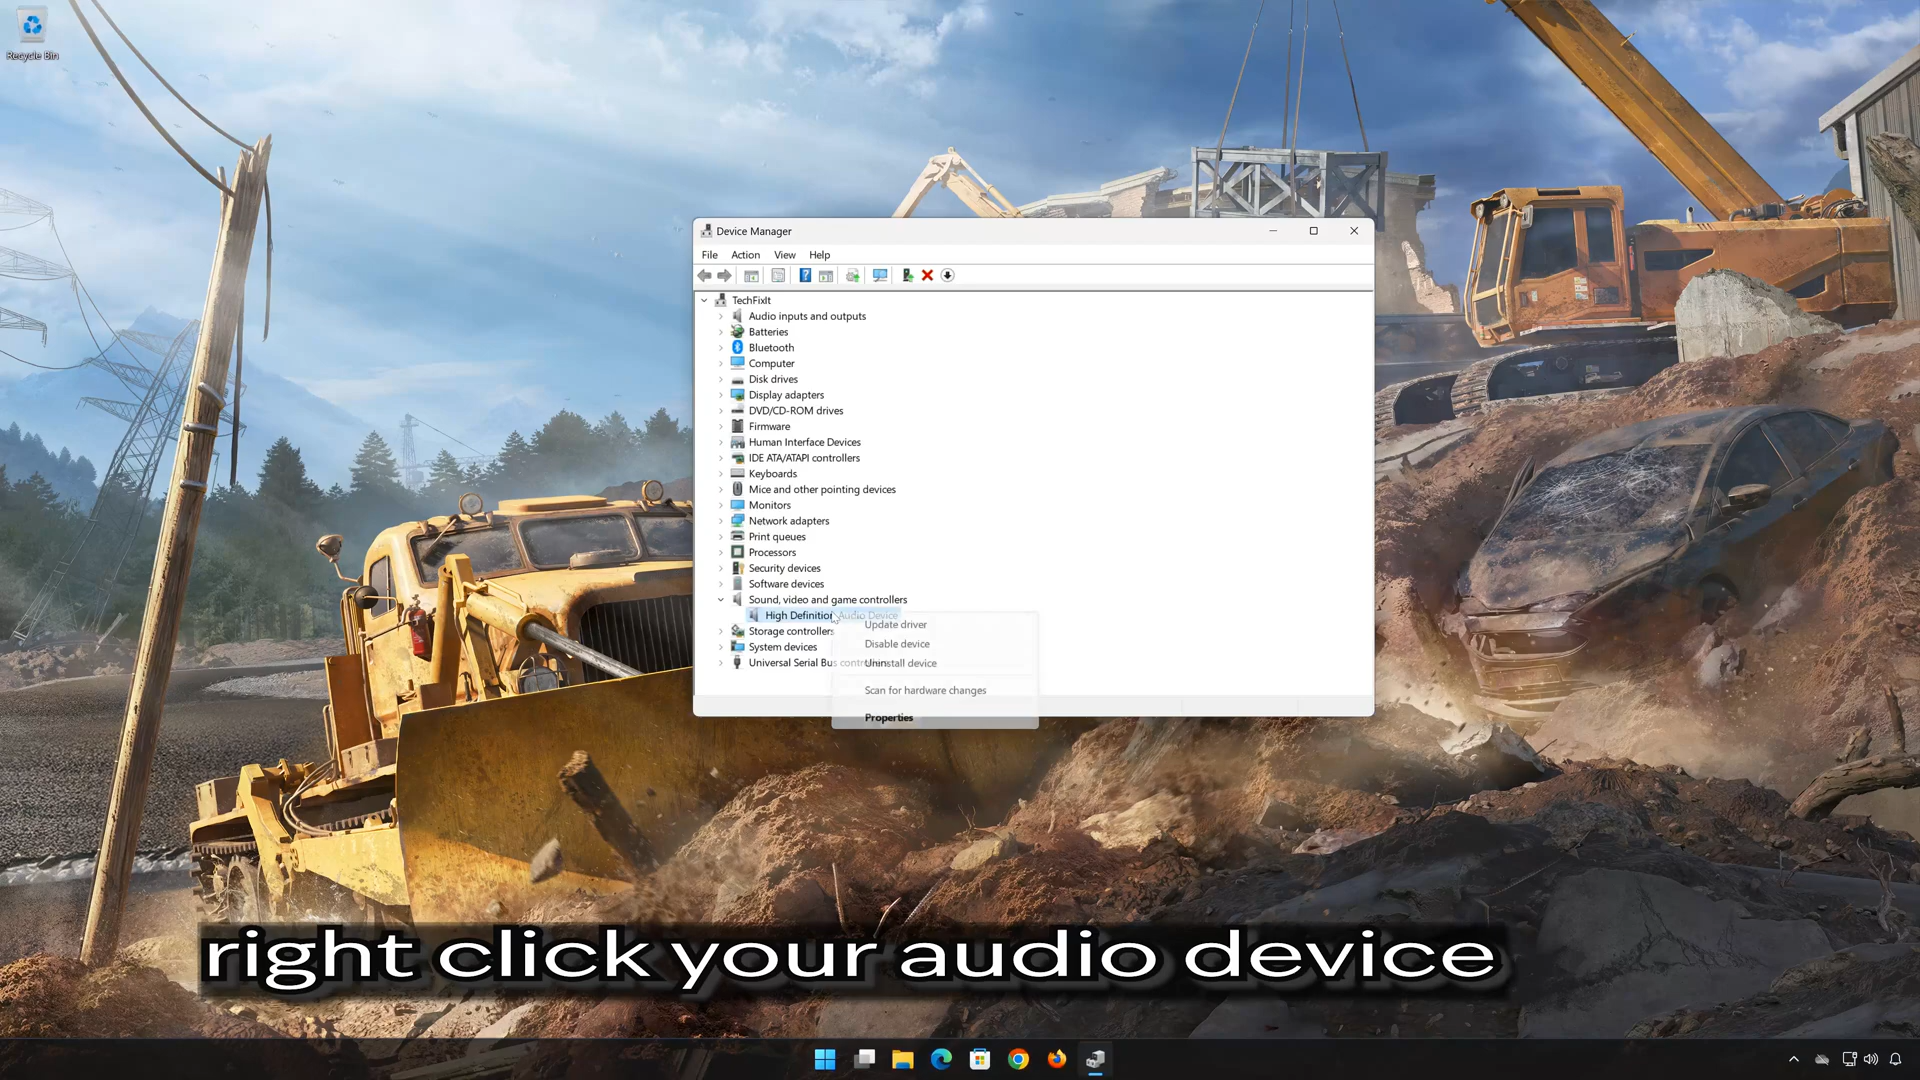 Recycle Bin
Device Manager
File Action View Help
TechFixIt
Audio inputs and outputs
Batteries
Bluetooth
Computer
Disk drives
Display adapters
DVD/CD-ROM drives
Firmware
Human Interface Devices
IDE ATA/ATAPI controllers
Keyboards
Mice and other pointing devices
Monitors
Network adapters
Print queues
Processors
Security devices
Software devices
Sound, video and game controllers
High Definition Audio Device
Update driver
Storage controllers
Disable device
System devices
Universal Serial Bus controllers
Uninstall device
Scan for hardware changes
Properties
right click your audio device